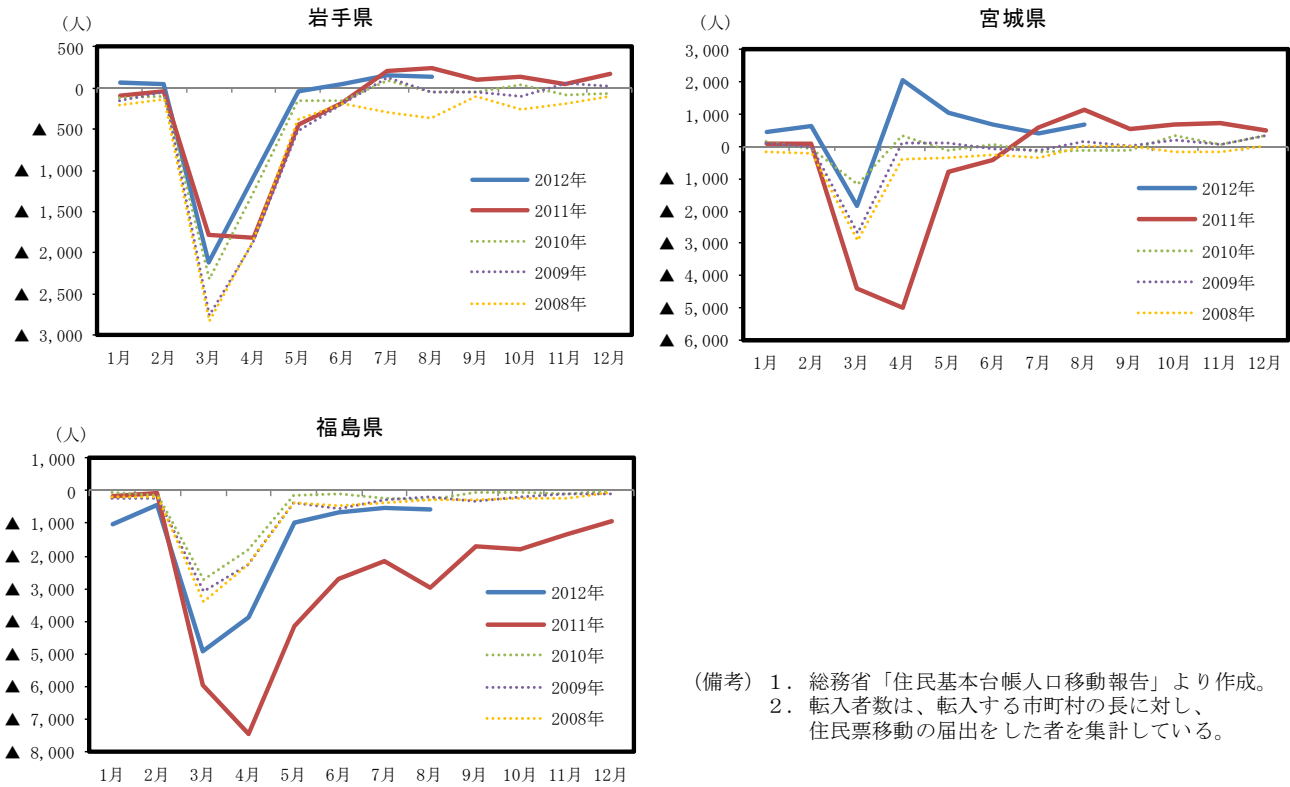 岩手県
(人)
500
0
▲ 500
▲ 1,000
▲ 1,500
▲ 2,000
▲ 2,500
▲ 3,000
2012年
2011年
2010年
2009年
2008年
1月 2月 3月 4月 5月 6月 7月 8月 9月 10月 11月 12月
宮城県
(人)
3,000
2,000
1,000
0
▲ 1,000
▲ 2,000
▲ 3,000
▲ 4,000
▲ 5,000
▲ 6,000
2012年
2011年
2010年
2009年
2008年
1月 2月 3月 4月 5月 6月 7月 8月 9月 10月 11月 12月
福島県
(人)
1,000
0
▲ 1,000
▲ 2,000
▲ 3,000
▲ 4,000
▲ 5,000
▲ 6,000
▲ 7,000
▲ 8,000
2012年
2011年
2010年
2009年
2008年
1月 2月 3月 4月 5月 6月 7月 8月 9月 10月 11月 12月
(備考) 1. 総務省「住民基本台帳人口移動報告」より作成。
2. 転入者数は、転入する市町村の長に対し、
住民票移動の届出をした者を集計している。